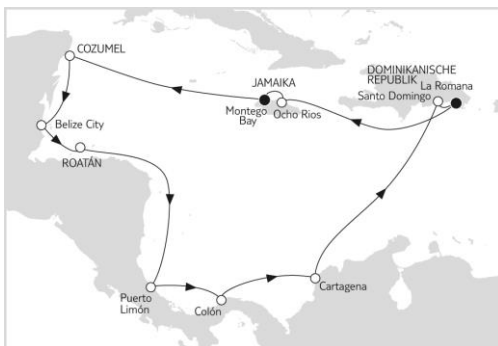 COZUMEL
DOMINIKANISCHE
REPUBLIK
La Romana
Santo Domingo
JAMAIKA
Montego
Bay
Ocho Rios
Belize City
ROATÁN
Puerto
Limón
Colón
Cartagena